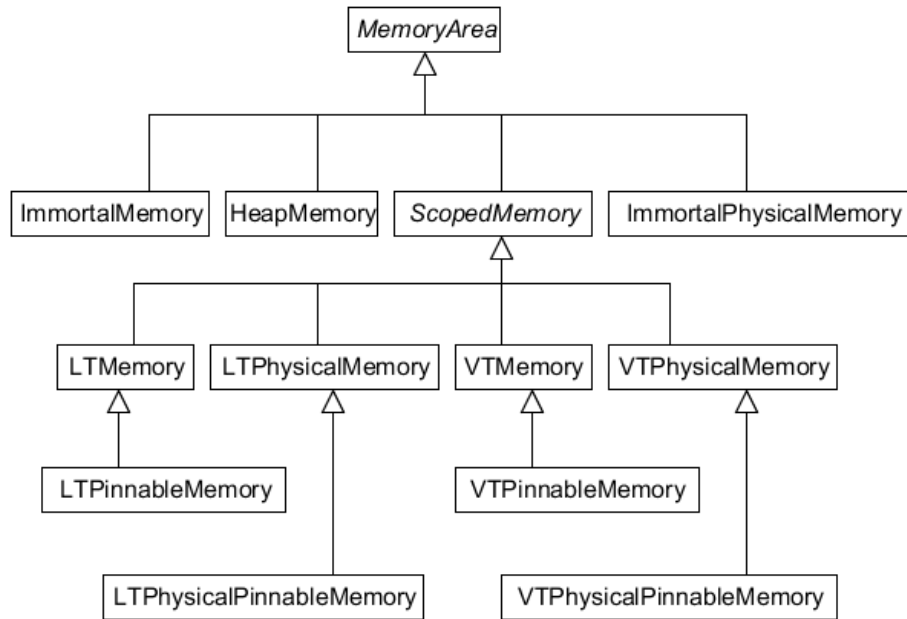 MemoryArea
ImmortalMemory
HeapMemory
ScopedMemory
ImmortalPhysicalMemory
LTMemory
LTPhysicalMemory
VTMemory
VTPhysicalMemory
LTPinnableMemory
VTPinnableMemory
LTPhysicalPinnableMemory
VTPhysicalPinnableMemory